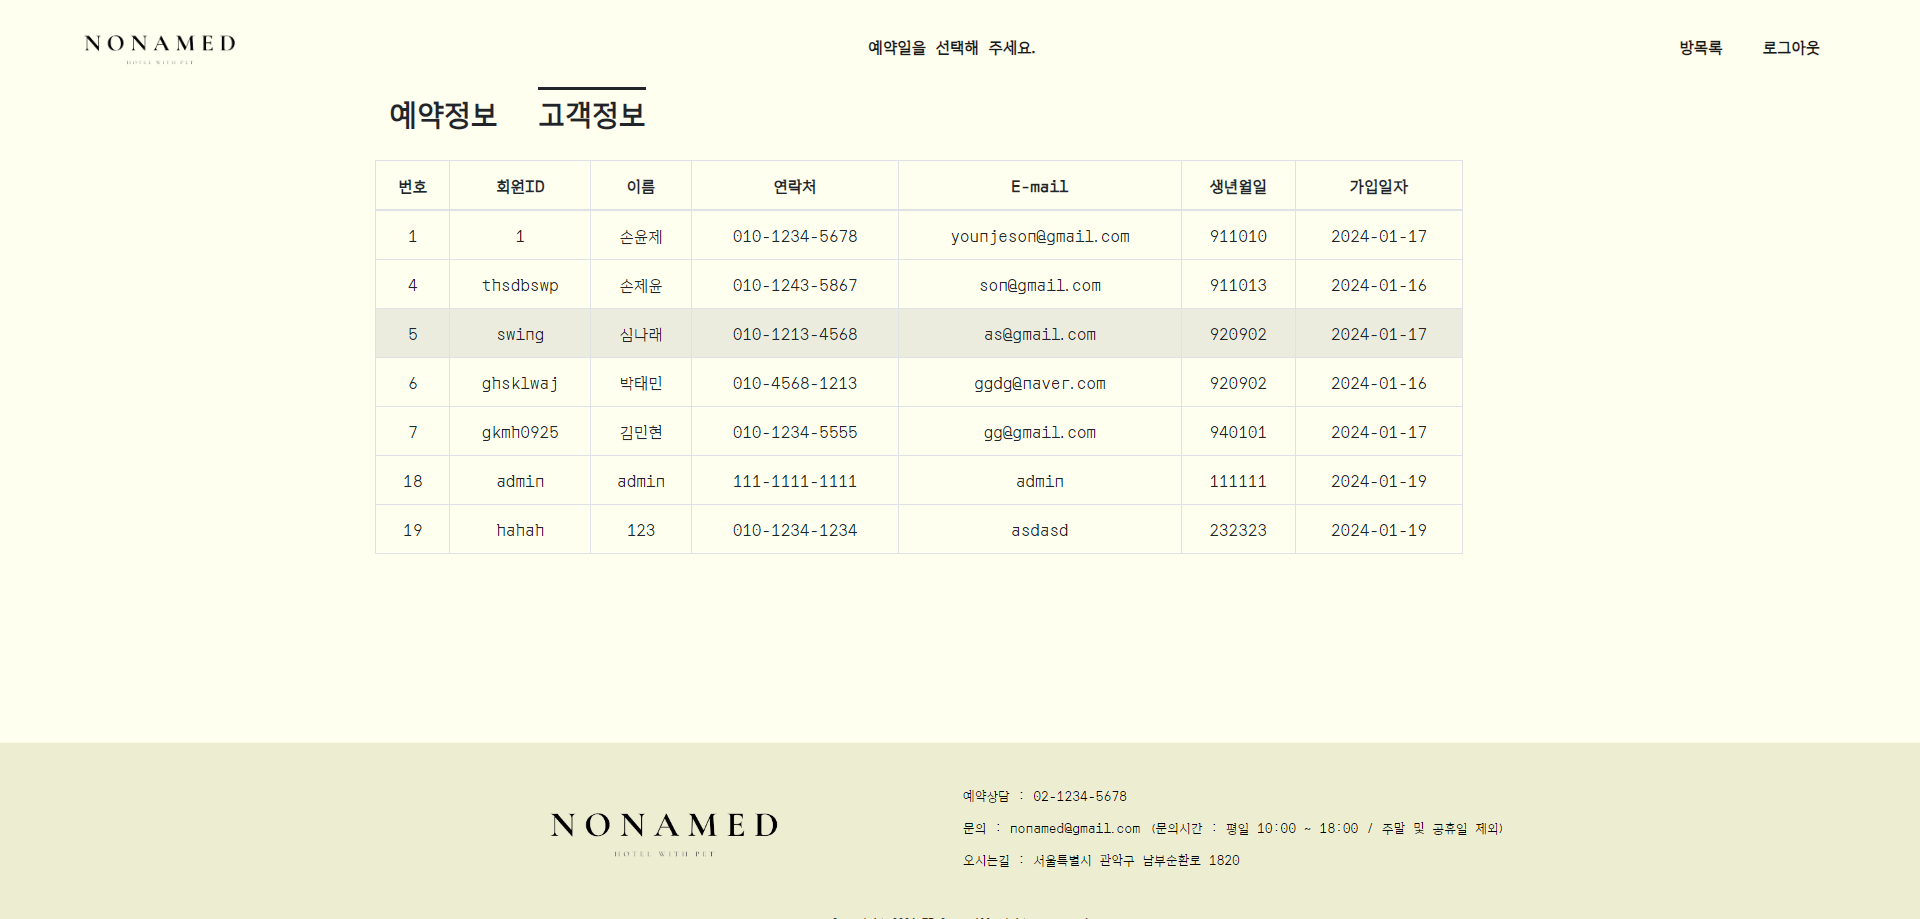 NONAMED
HOTEL WITH PET
예약일을 선택해 주세요.
방목록 로그아웃
예약정보 고객정보
번호 회원ID 이름 연락처 E-mail 생년월일 가입일자
1 1 손윤제 010-1234-5678 younjeson@gmail.com 911010 2024-01-17
4 thsdbswp 손제윤 010-1243-5867 son@gmail.com 911013 2024-01-16
5 swing 심나래 010-1213-4568 as@gmail.com 920902 2024-01-17
6 ghsklwaj 박태민 010-4568-1213 ggdg@naver.com 920902 2024-01-16
7 gkmh0925 김민현 010-1234-5555 gg@gmail.com 940101 2024-01-17
18 admin admin 111-1111-1111 admin 111111 2024-01-19
19 hahah 123 010-1234-1234 asdasd 232323 2024-01-19
NONAMED
HOTEL WITH PET
예약상담 : 02-1234-5678
문의 : nonamed@gmail.com (문의시간 : 평일 10:00 ~ 18:00 / 주말 및 공휴일 제외)
오시는길 : 서울특별시 관악구 남부순환로 1820